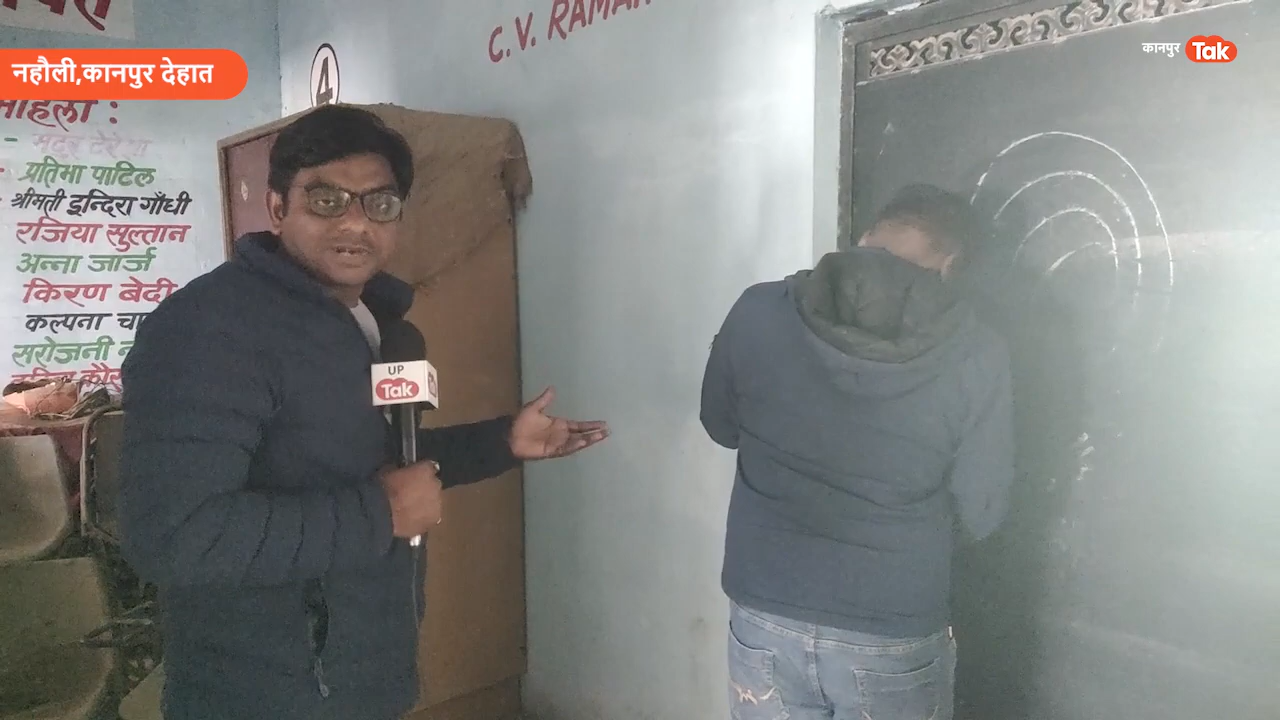 नहौली,कानपुर देहात
कानपुर Tak
C. V. RAMAN
4
महिला :
- मदर टेरेसा
प्रतिभा पाटिल
श्रीमती इन्दिरा गाँधी
रजिया सुल्तान
अन्ना जार्ज
किरण बेदी
कल्पना
सरोजनी
UP
Tak